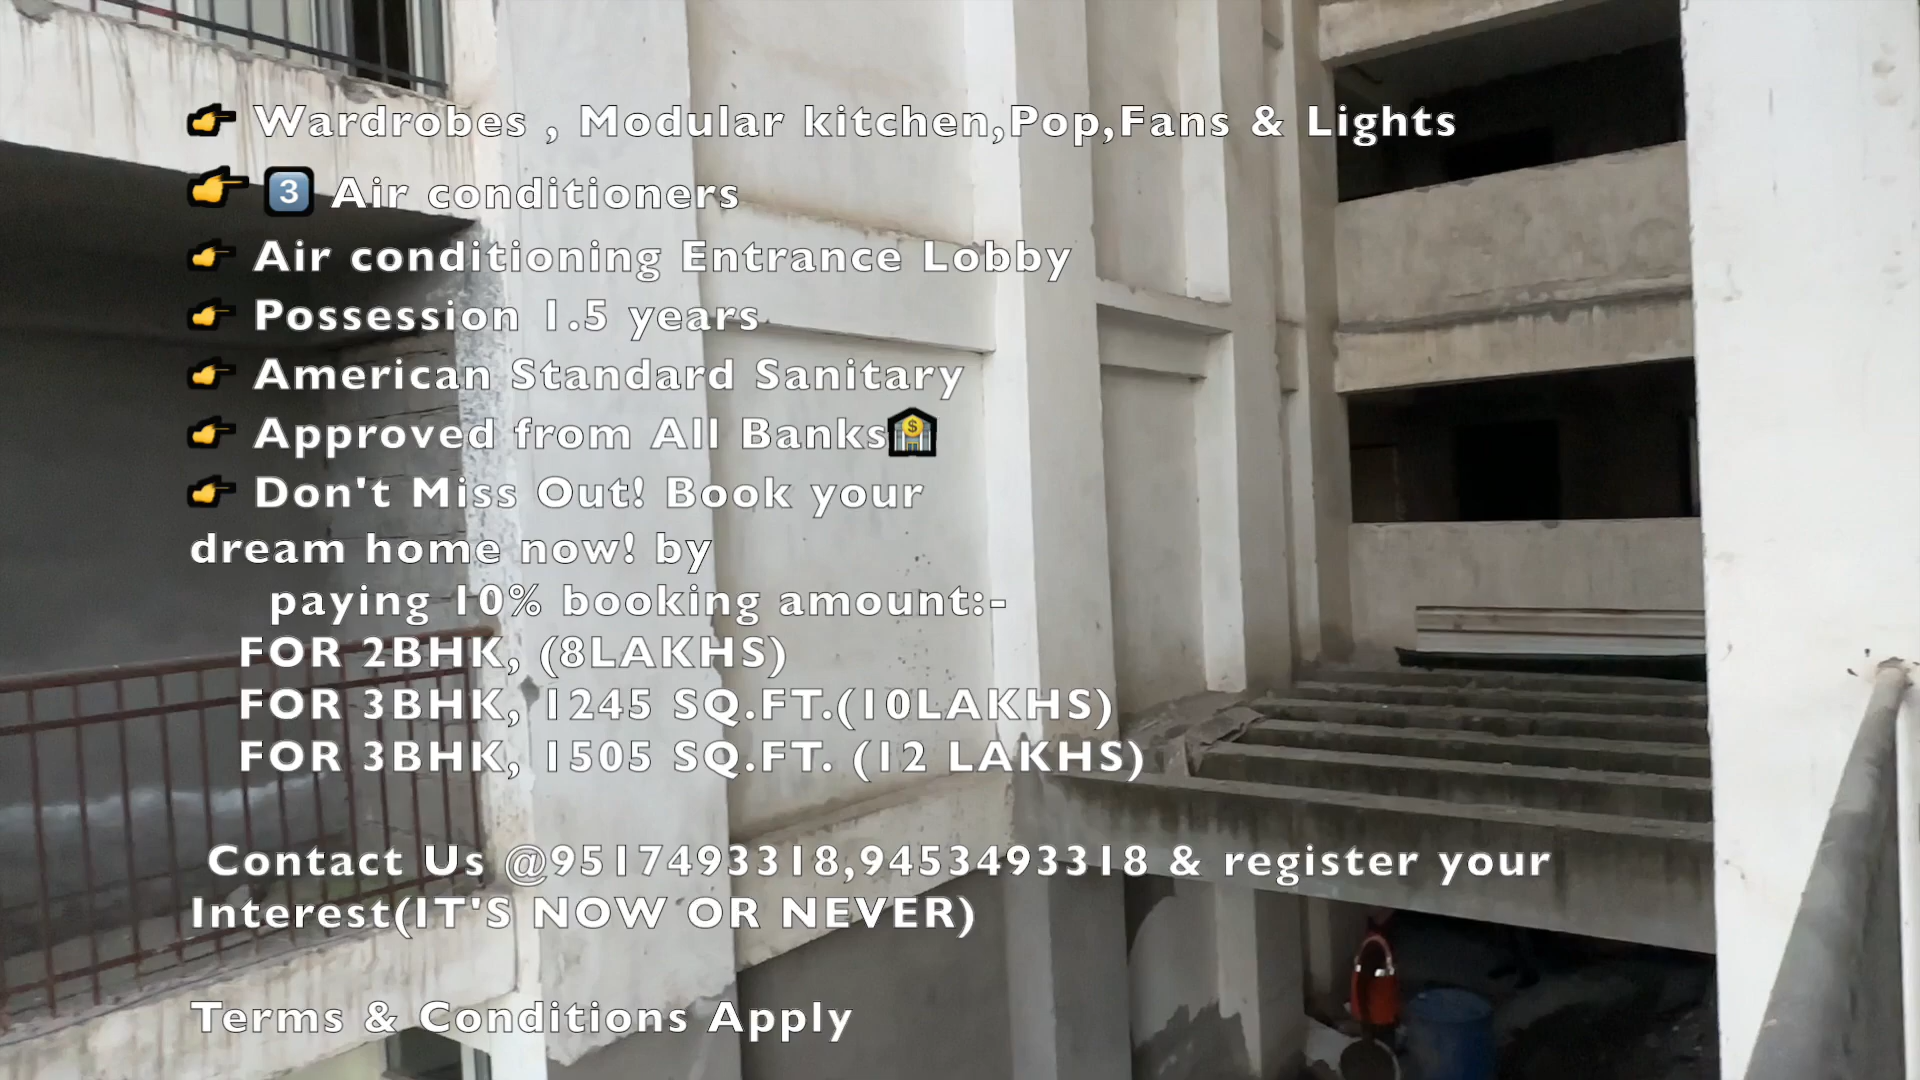 👉 Wardrobes , Modular kitchen,Pop,Fans & Lights
👉 3️⃣ Air conditioners
👉 Air conditioning Entrance Lobby
👉 Possession 1.5 years
👉 American Standard Sanitary
👉 Approved from All Banks🏦
👉 Don't Miss Out! Book your
dream home now! by
paying 10% booking amount:-
FOR 2BHK, (8LAKHS)
FOR 3BHK, 1245 SQ.FT.(10LAKHS)
FOR 3BHK, 1505 SQ.FT. (12 LAKHS)
Contact Us @9517493318,9453493318 & register your
Interest(IT'S NOW OR NEVER)
Terms & Conditions Apply